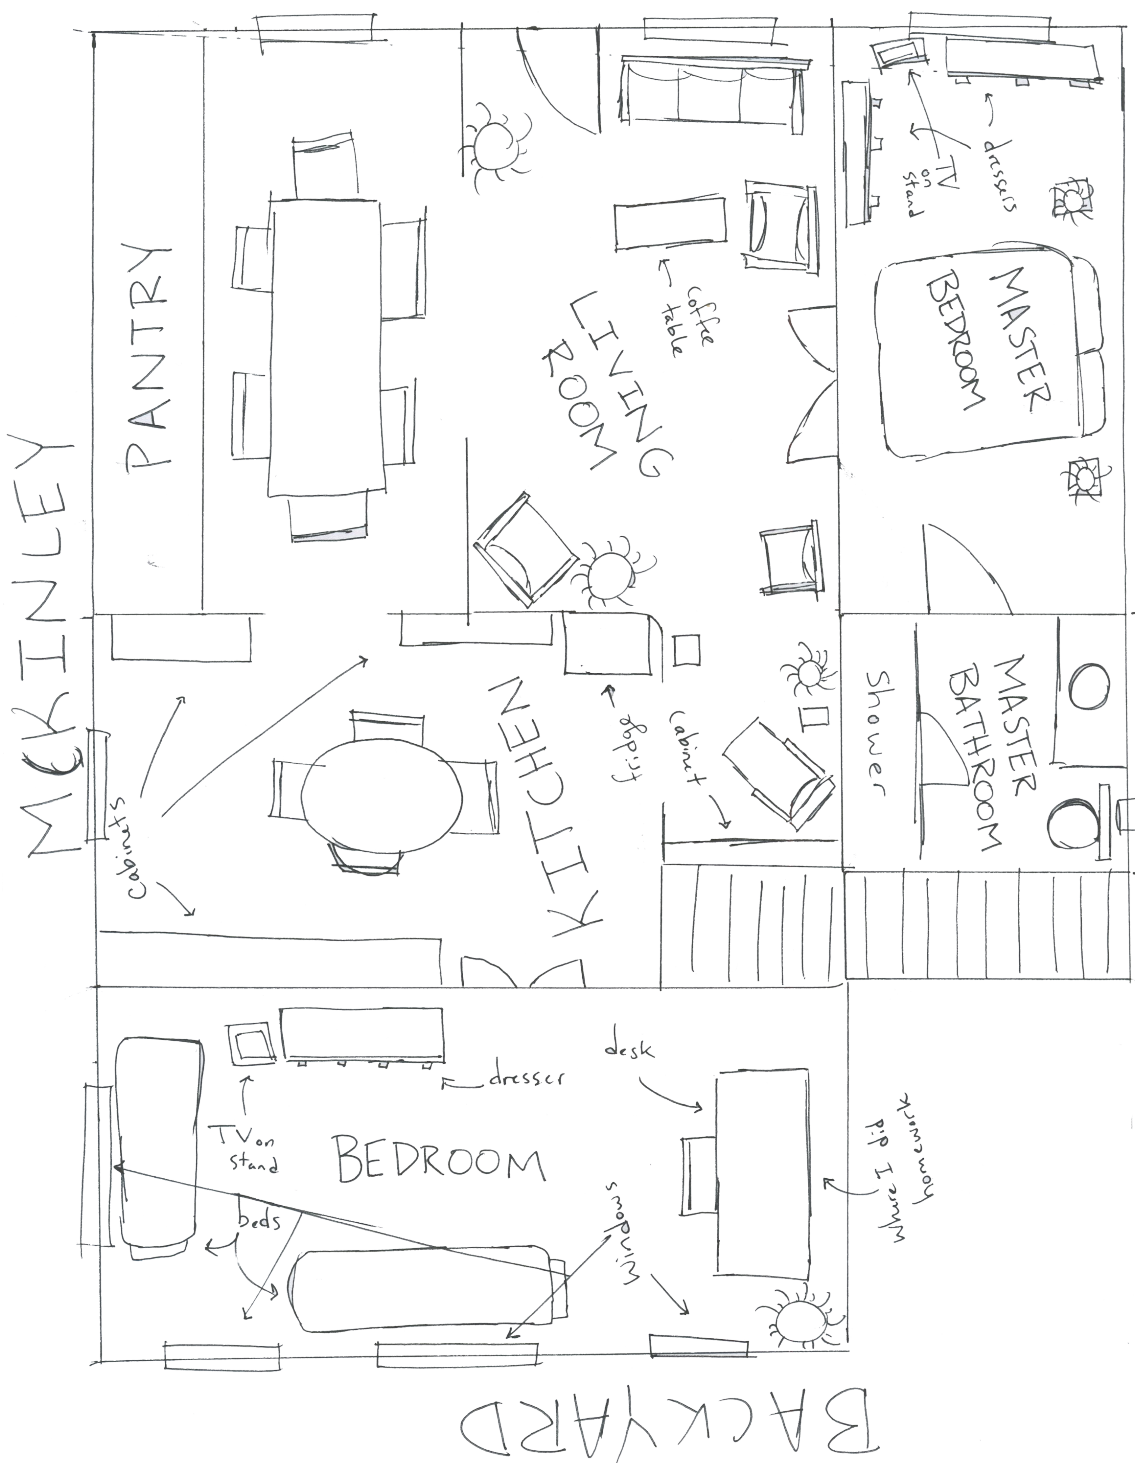 MCKINLEY
PANTRY
LIVING
ROOM
coffee
table
dressers
TV
on
stand
MASTER
BEDROOM
KITCHEN
cabinets
fridge
cabinet
Shower
MASTER
BATHROOM
BEDROOM
dresser
TV on
stand
beds
desk
Windows
Where I did
homework
BACKYARD